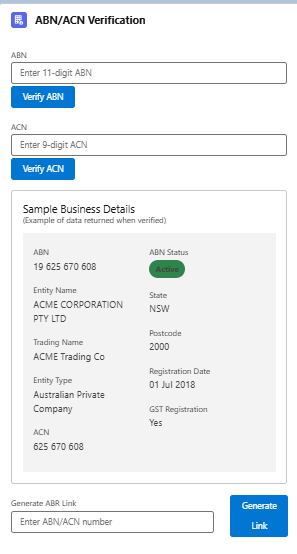 ABN/ACN Verification
ABN
Enter 11-digit ABN
Verify ABN
ACN
Enter 9-digit ACN
Verify ACN
Sample Business Details
(Example of data returned when verified)
ABN
19 625 670 608
Entity Name
ACME CORPORATION
PTY LTD
Trading Name
ACME Trading Co
Entity Type
Australian Private
Company
ACN
625 670 608
ABN Status
Active
State
NSW
Postcode
2000
Registration Date
01 Jul 2018
GST Registration
Yes
Generate ABR Link
Enter ABN/ACN number
Generate
Link